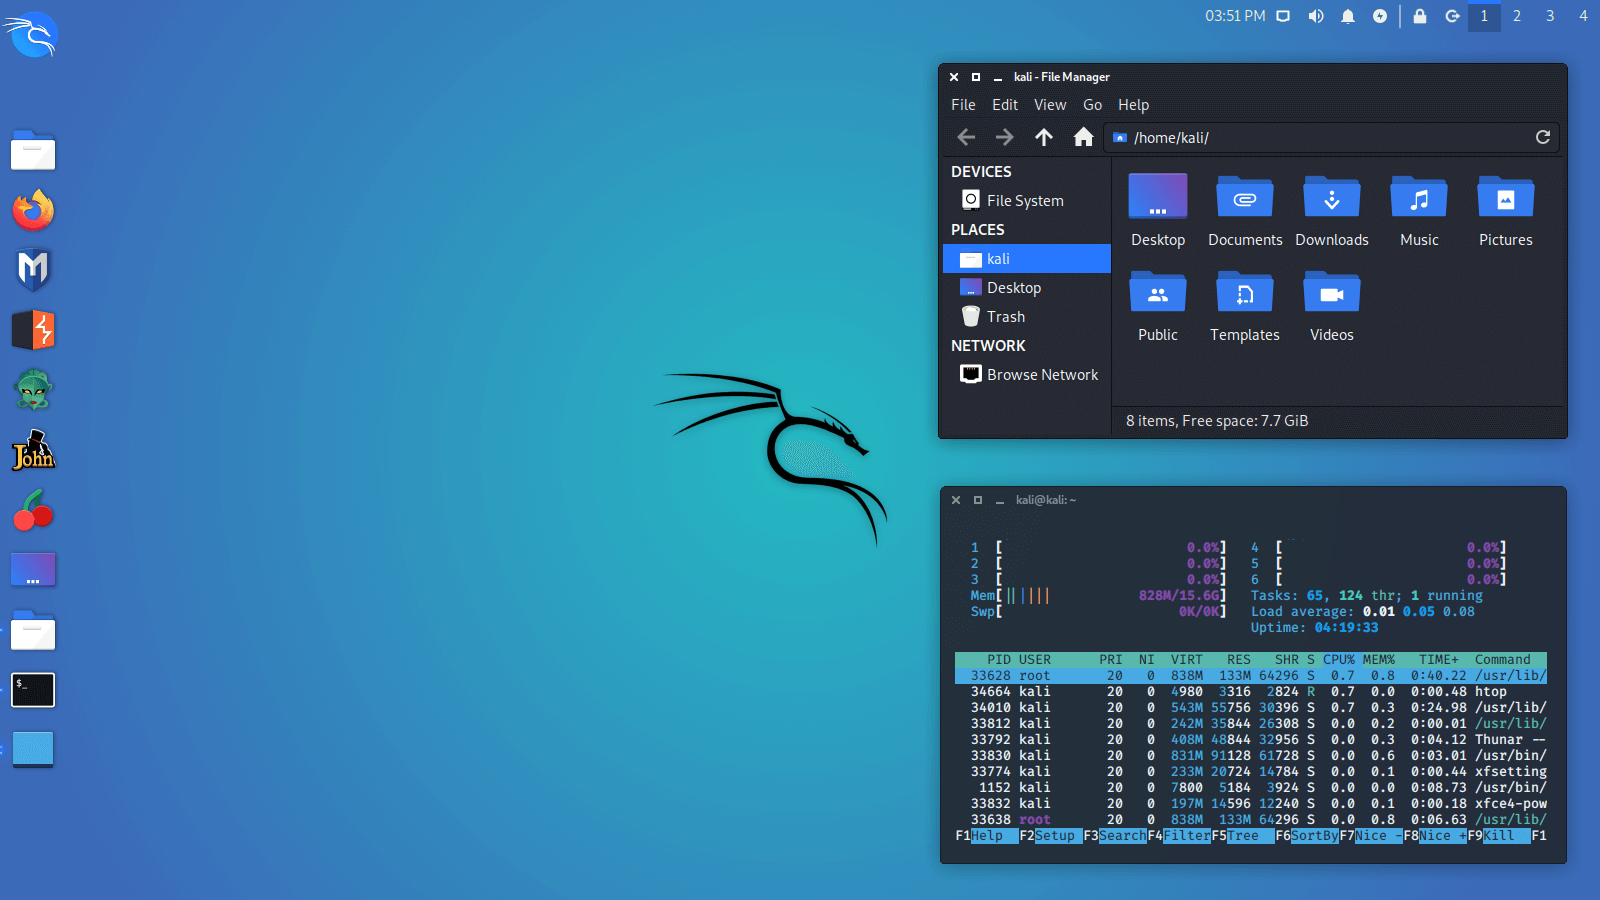 03:51 PM 1 2 3 4
kali - File Manager
File Edit View Go Help
/home/kali/
DEVICES
File System
PLACES
kali
Desktop
Trash
NETWORK
Browse Network
Desktop Documents Downloads Music Pictures
Public Templates Videos
8 items, Free space: 7.7 GiB
M
John
$_
kali@kali: ~
1 [ 0.0%] 4 [ 0.0%]
2 [ 0.0%] 5 [ 0.0%]
3 [ 0.0%] 6 [ 0.0%]
Mem[|||||| 828M/15.6G] Tasks: 65, 124 thr; 1 running
Swp[ 0K/0K] Load average: 0.01 0.05 0.08
Uptime: 04:19:33
PID USER PRI NI VIRT RES SHR S CPU% MEM% TIME+ Command
33628 root 20 0 838M 133M 64296 S 0.7 0.8 0:40.22 /usr/lib/
34664 kali 20 0 4980 3316 2824 R 0.7 0.0 0:00.48 htop
34010 kali 20 0 543M 55756 30396 S 0.7 0.3 0:24.98 /usr/lib/
33812 kali 20 0 242M 35844 26308 S 0.0 0.2 0:00.01 /usr/lib/
33792 kali 20 0 408M 48844 32956 S 0.0 0.3 0:04.12 Thunar --
33830 kali 20 0 831M 91128 61728 S 0.0 0.6 0:03.01 /usr/bin/
33774 kali 20 0 233M 20724 14784 S 0.0 0.1 0:00.44 xfsetting
1152 kali 20 0 7800 5184 3924 S 0.0 0.0 0:08.73 /usr/bin/
33832 kali 20 0 197M 14596 12240 S 0.0 0.1 0:00.18 xfce4-pow
33638 root 20 0 838M 133M 64296 S 0.0 0.8 0:06.63 /usr/lib/
F1Help F2Setup F3SearchF4FilterF5Tree F6SortByF7Nice -F8Nice +F9Kill F1